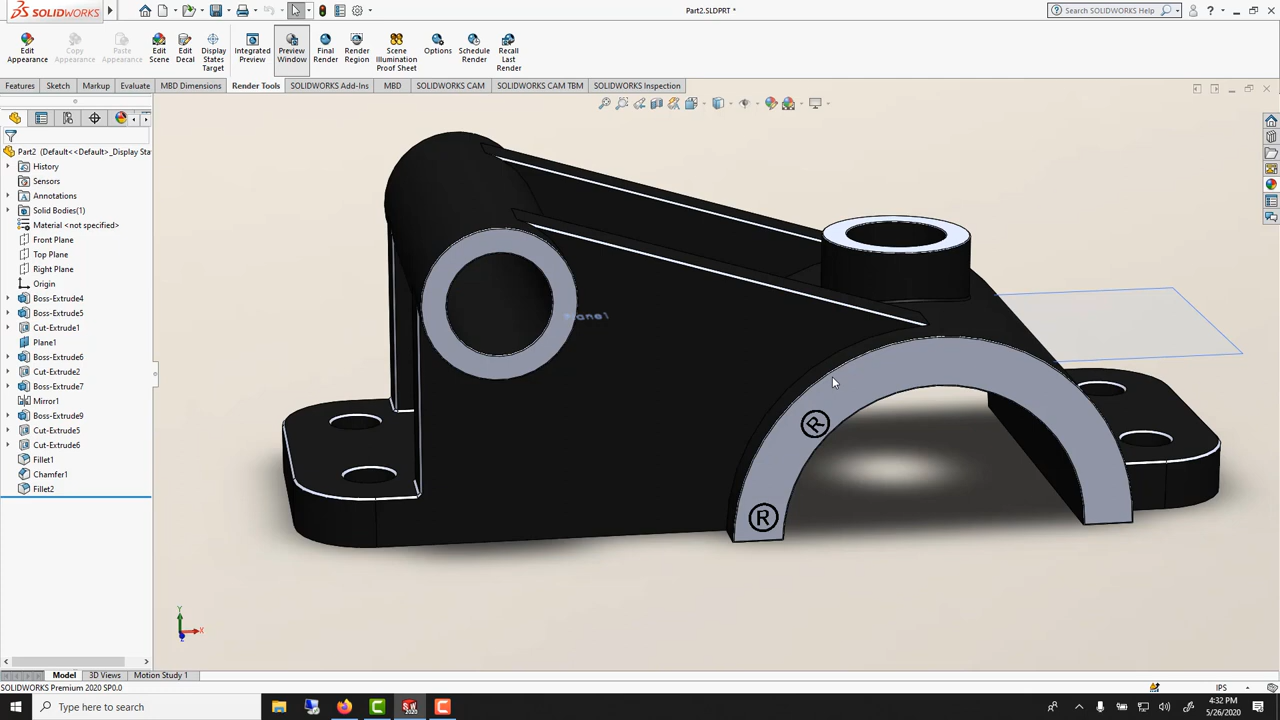 SOLIDWORKS
Part2.SLDPRT *
Search SOLIDWORKS Help
?
Edit Appearance
Copy Appearance
Paste Appearance
Edit Scene
Edit Decal
Display States Target
Integrated Preview
Preview Window
Final Render
Render Region
Scene Illumination Proof Sheet
Options
Schedule Render
Recall Last Render
Features
Sketch
Markup
Evaluate
MBD Dimensions
Render Tools
SOLIDWORKS Add-Ins
MBD
SOLIDWORKS CAM
SOLIDWORKS CAM TBM
SOLIDWORKS Inspection
Part2 (Default<<Default>_Display Sta
History
Sensors
Annotations
Solid Bodies(1)
Material <not specified>
Front Plane
Top Plane
Right Plane
Origin
Boss-Extrude4
Boss-Extrude5
Cut-Extrude1
Plane1
Boss-Extrude6
Cut-Extrude2
Boss-Extrude7
Mirror1
Boss-Extrude9
Cut-Extrude5
Cut-Extrude6
Fillet1
Chamfer1
Fillet2
Plane1
®
®
Y
X
Z
Model
3D Views
Motion Study 1
SOLIDWORKS Premium 2020 SP0.0
IPS
Type here to search
4:32 PM
5/26/2020